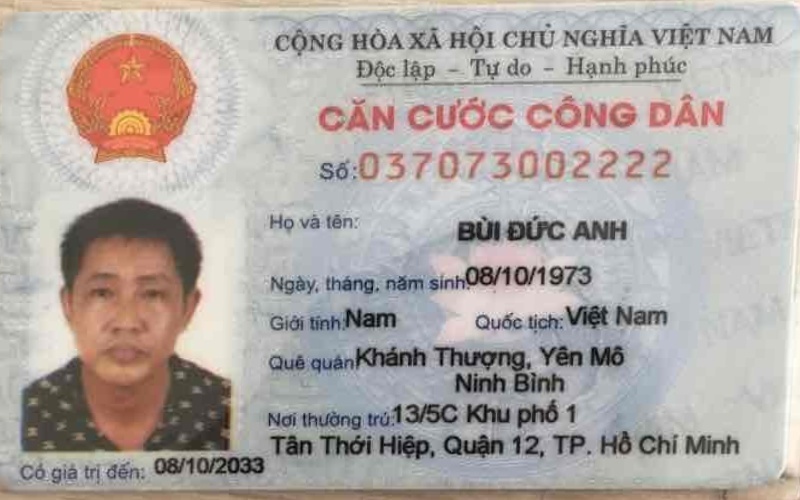 CỘNG HÒA XÃ HỘI CHỦ NGHĨA VIỆT NAM
Độc lập - Tự do - Hạnh phúc
CĂN CƯỚC CÔNG DÂN
Số: 037073002222
Họ và tên: BÙI ĐỨC ANH
Ngày, tháng, năm sinh: 08/10/1973
Giới tính: Nam Quốc tịch: Việt Nam
Quê quán: Khánh Thượng, Yên Mô
Ninh Bình
Nơi thường trú: 13/5C Khu phố 1
Tân Thới Hiệp, Quận 12, TP. Hồ Chí Minh
Có giá trị đến: 08/10/2033